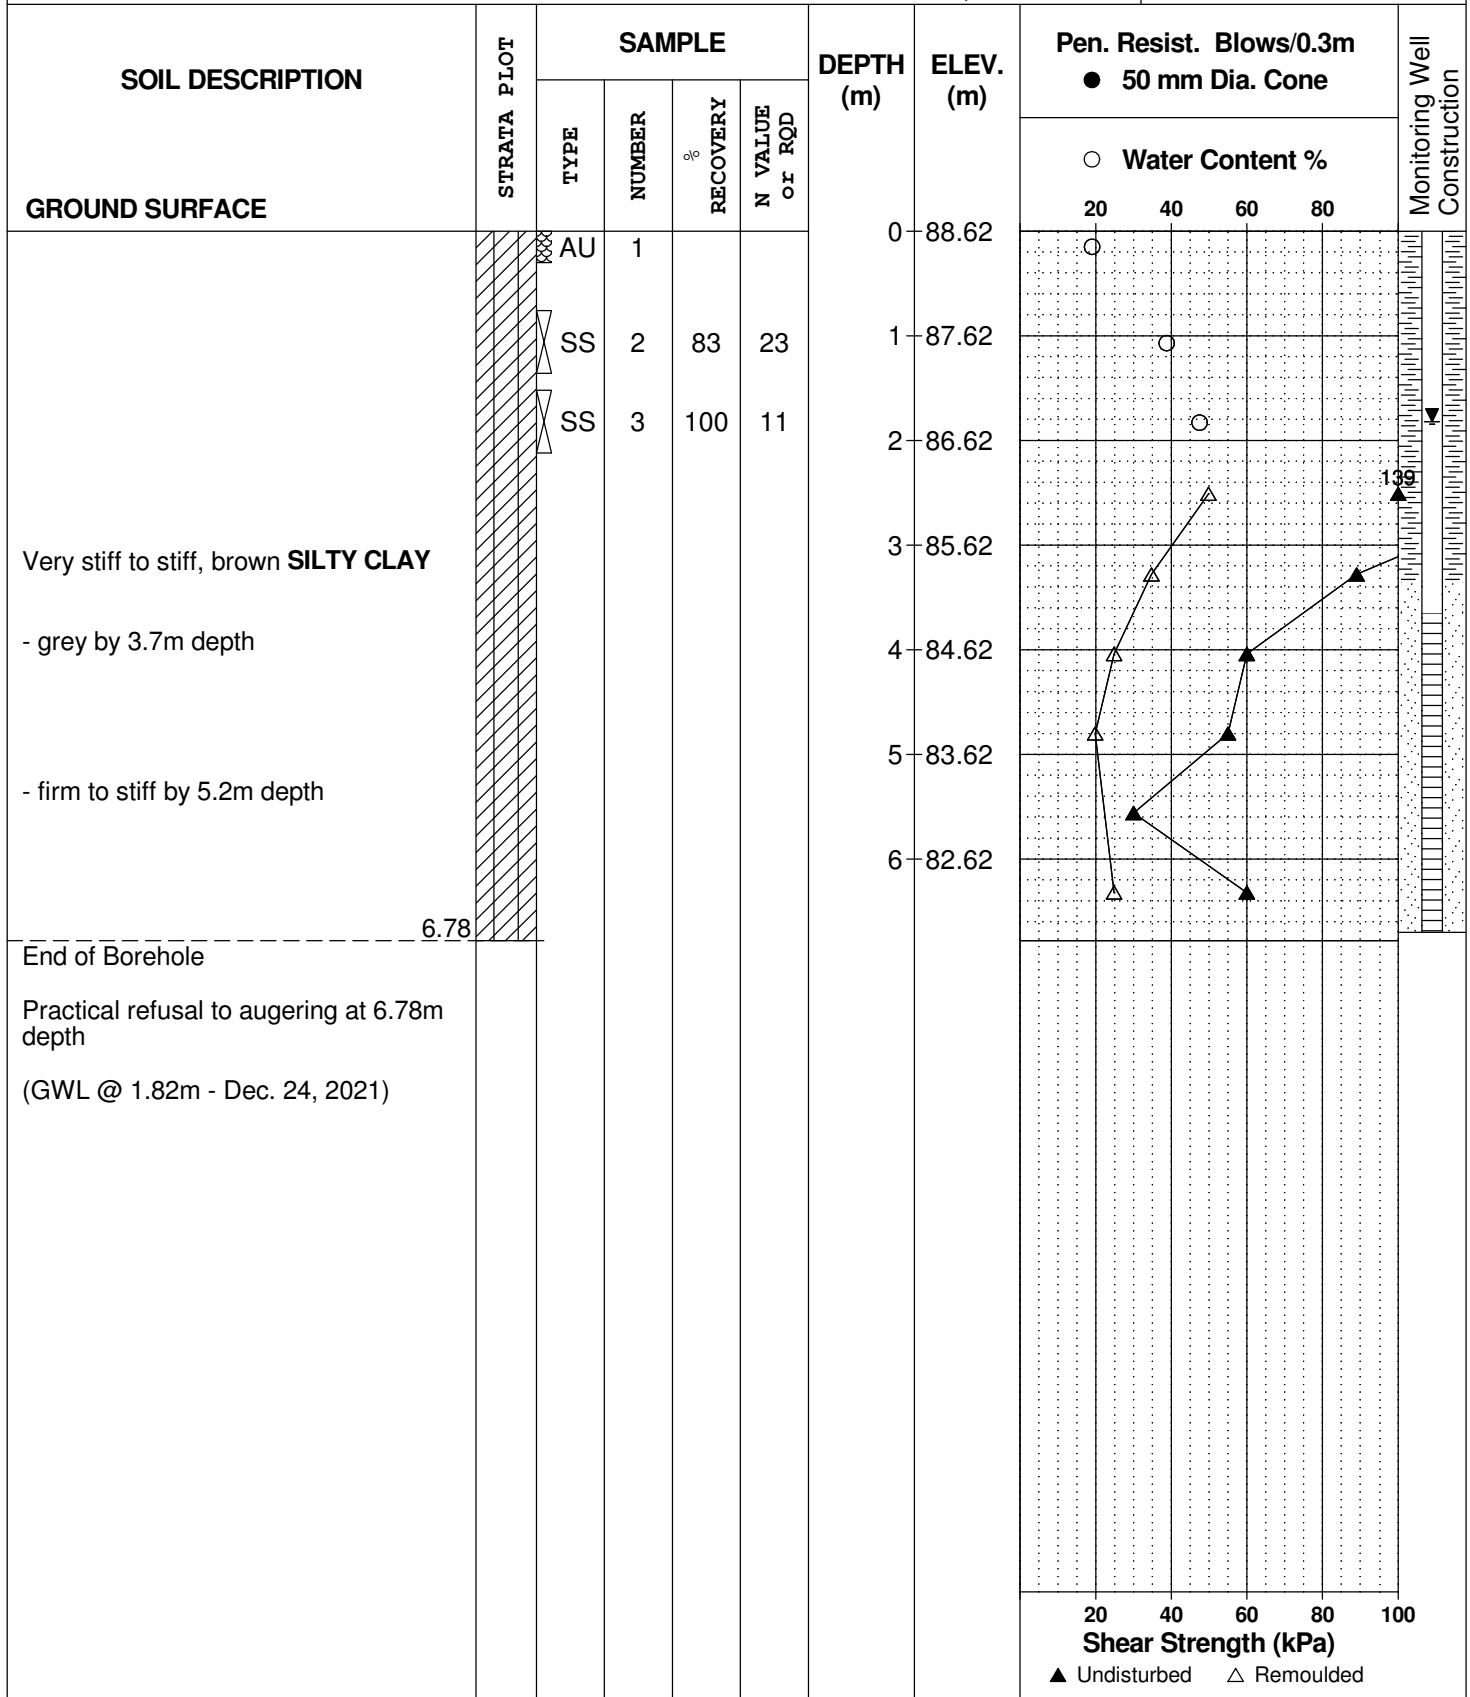 SOIL DESCRIPTION
GROUND SURFACE
STRATA PLOT
SAMPLE
TYPE
NUMBER
%
RECOVERY
N VALUE
or RQD
DEPTH
(m)
ELEV.
(m)
Pen. Resist. Blows/0.3m
● 50 mm Dia. Cone
○ Water Content %
20 40 60 80
Monitoring Well
Construction
0 88.62
AU 1
SS 2 83 23
1 87.62
SS 3 100 11
2 86.62
139
3 85.62
Very stiff to stiff, brown SILTY CLAY
- grey by 3.7m depth
4 84.62
5 83.62
- firm to stiff by 5.2m depth
6 82.62
6.78
End of Borehole
Practical refusal to augering at 6.78m
depth
(GWL @ 1.82m - Dec. 24, 2021)
20 40 60 80 100
Shear Strength (kPa)
▲ Undisturbed △ Remoulded